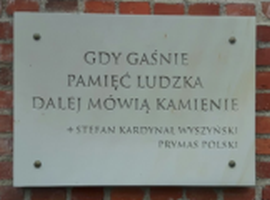 GDY GAŚNIE
PAMIĘĆ LUDZKA
DALEJ MÓWIĄ KAMIENIE
+ STEFAN KARDYNAŁ WYSZYŃSKI
PRYMAS POLSKI